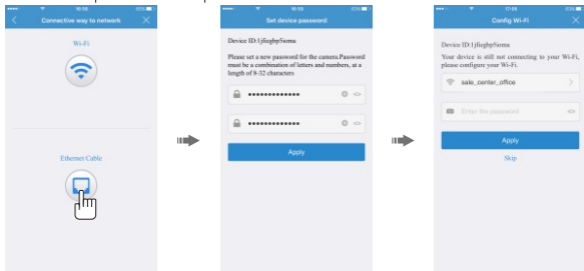 Connective way to network
Wi-Fi
Ethernet Cable
Set device password
Device ID:1jfiegbp5ioma
Please set a new password for the camera.Password
must be a combination of letters and numbers, at a
length of 8-32 characters
Apply
Config Wi-Fi
Device ID:1jfiegbp5ioma
Your device is still not connecting to your Wi-Fi,
please configure your Wi-Fi.
sale_center_office
Enter the password
Apply
Skip